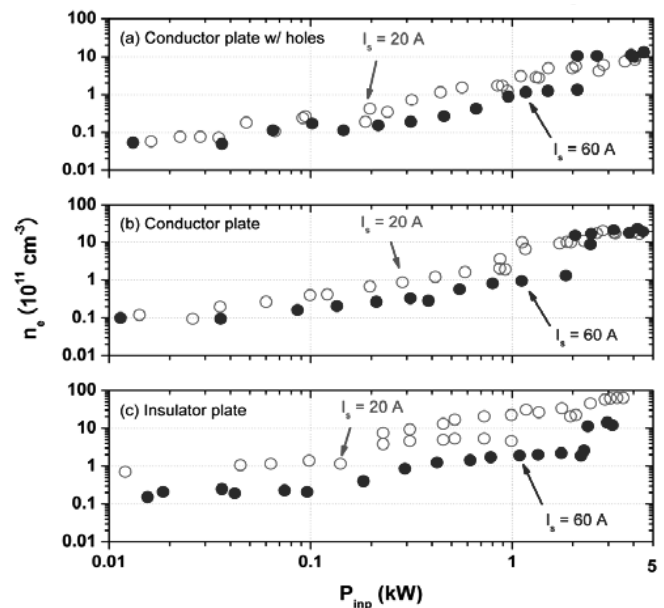 100
(a) Conductor plate w/ holes
I_s = 20 A
10
1
0.1
I_s = 60 A
0.01
100
(b) Conductor plate
I_s = 20 A
10
1
0.1
I_s = 60 A
0.01
n_e (10^11 cm^-3)
100
(c) Insulator plate
I_s = 20 A
10
1
0.1
I_s = 60 A
0.01
0.01 0.1 1 5
P_inp (kW)